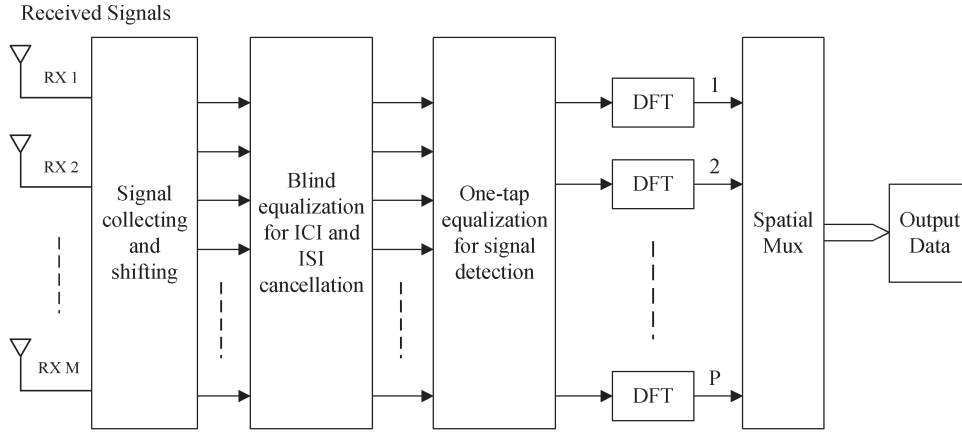 Received Signals
RX 1
RX 2
RX M
Signal
collecting
and
shifting
Blind
equalization
for ICI and
ISI
cancellation
One-tap
equalization
for signal
detection
DFT
1
DFT
2
DFT
P
Spatial
Mux
Output
Data